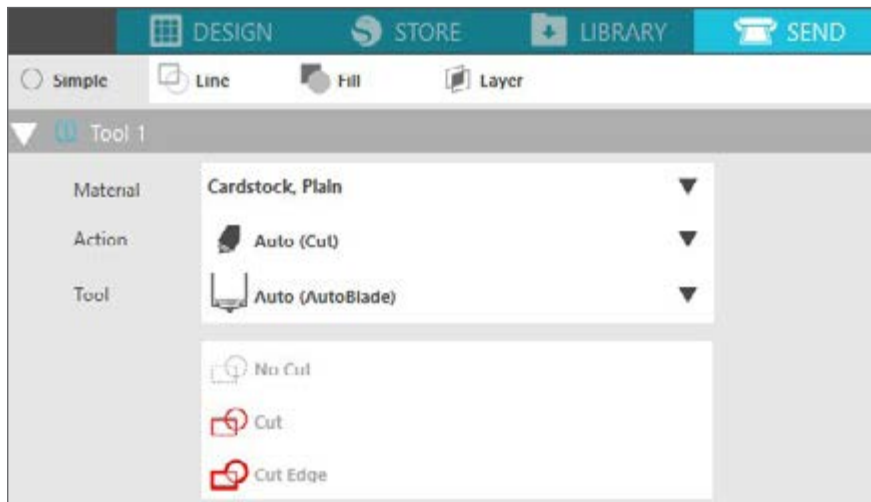 DESIGN STORE LIBRARY SEND
Simple Line Fill Layer
Tool 1
Material Cardstock, Plain
Action Auto (Cut)
Tool Auto (AutoBlade)
No Cut
Cut
Cut Edge